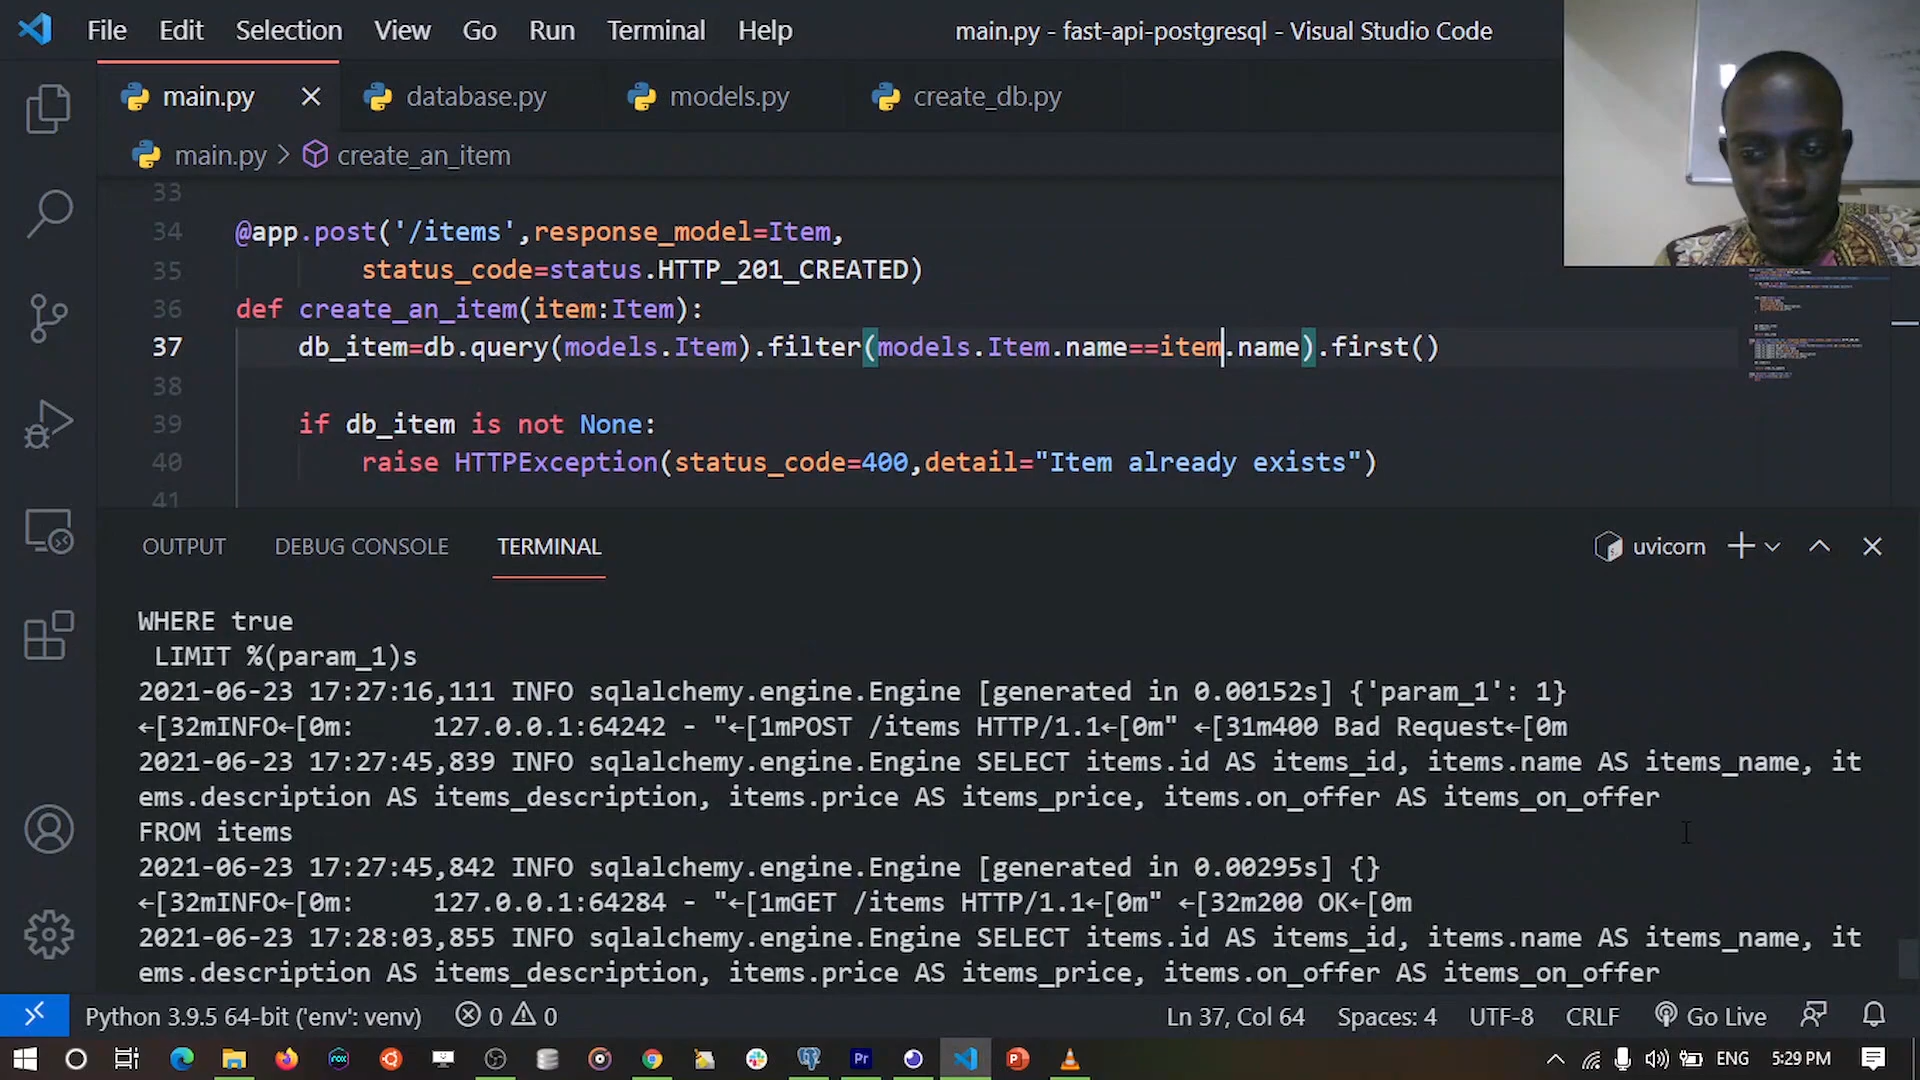 File Edit Selection View Go Run Terminal Help
main.py - fast-api-postgresql - Visual Studio Code
main.py database.py models.py create_db.py
main.py > create_an_item
33
34 @app.post('/items',response_model=Item,
35 status_code=status.HTTP_201_CREATED)
36 def create_an_item(item:Item):
37 db_item=db.query(models.Item).filter(models.Item.name==item.name).first()
38
39 if db_item is not None:
40 raise HTTPException(status_code=400,detail="Item already exists")
41
OUTPUT DEBUG CONSOLE TERMINAL uvicorn
WHERE true
LIMIT %(param_1)s
2021-06-23 17:27:16,111 INFO sqlalchemy.engine.Engine [generated in 0.00152s] {'param_1': 1}
←[32mINFO←[0m: 127.0.0.1:64242 - "←[1mPOST /items HTTP/1.1←[0m" ←[31m400 Bad Request←[0m
2021-06-23 17:27:45,839 INFO sqlalchemy.engine.Engine SELECT items.id AS items_id, items.name AS items_name, it
ems.description AS items_description, items.price AS items_price, items.on_offer AS items_on_offer
FROM items
2021-06-23 17:27:45,842 INFO sqlalchemy.engine.Engine [generated in 0.00295s] {}
←[32mINFO←[0m: 127.0.0.1:64284 - "←[1mGET /items HTTP/1.1←[0m" ←[32m200 OK←[0m
2021-06-23 17:28:03,855 INFO sqlalchemy.engine.Engine SELECT items.id AS items_id, items.name AS items_name, it
ems.description AS items_description, items.price AS items_price, items.on_offer AS items_on_offer
Python 3.9.5 64-bit ('env': venv) 0 0 Ln 37, Col 64 Spaces: 4 UTF-8 CRLF Go Live
Pr ENG 5:29 PM